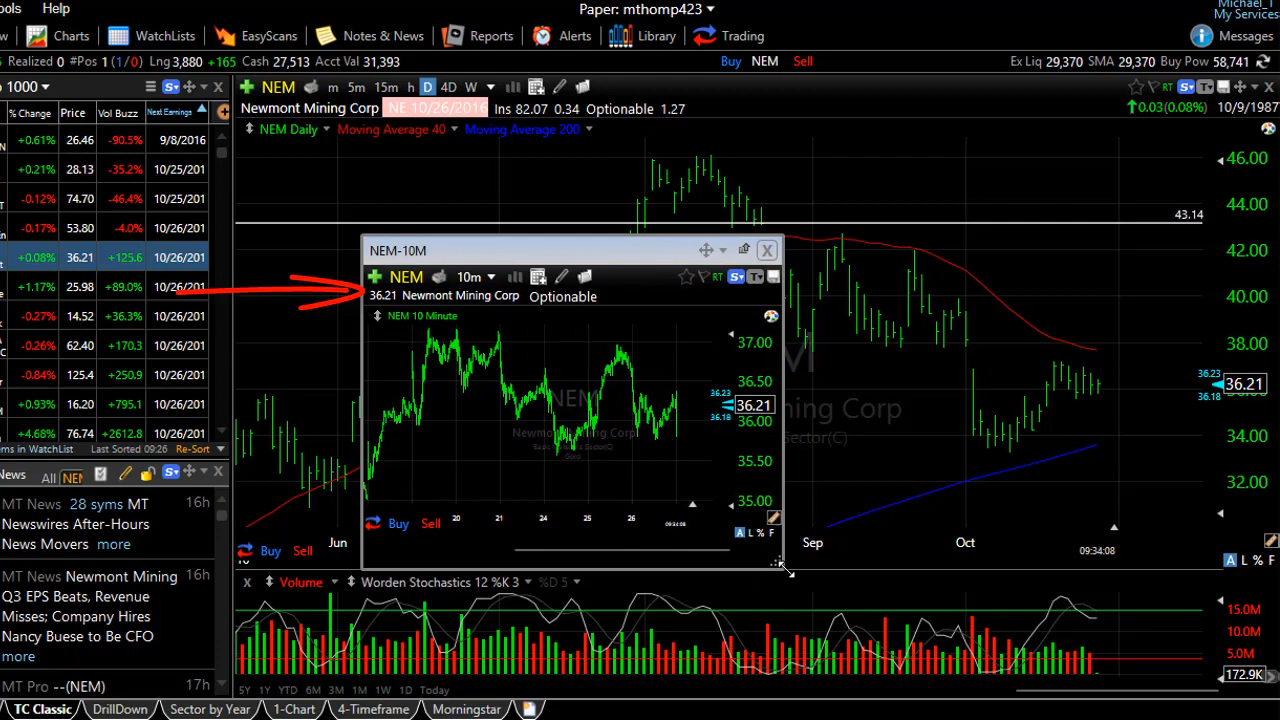 ools Help Paper: mthomp423 Michael_T
My Services
w Charts WatchLists EasyScans Notes & News Reports Alerts Library Trading Messages
Realized 0 #Pos 1 (1/0) Lng 3,880 +165 Cash 27,513 Acct Val 31,393 Buy NEM Sell Ex Liq 29,370 SMA 29,370 Buy Pow 58,741
1000
% Change Price Vol Buzz Next Earnings
+0.61% 26.46 -90.5% 9/8/2016
+0.21% 28.13 -35.2% 10/25/201
-0.12% 74.70 -46.4% 10/25/201
-0.17% 53.80 -4.0% 10/26/201
+0.08% 36.21 +125.6 10/26/201
+1.17% 25.98 +89.0% 10/26/201
-0.27% 14.52 +36.3% 10/26/201
-0.26% 62.40 +170.3 10/26/201
-0.84% 125.4 +250.9 10/26/201
+0.93% 16.20 +795.1 10/26/201
+4.68% 76.74 +2612.8 10/26/201
ms in WatchList Last Sorted 09:26 Re-Sort
News All NEM
MT News 28 syms MT 16h
Newswires After-Hours
News Movers more
MT News Newmont Mining 16h
Q3 EPS Beats, Revenue
Misses: Company Hires
Nancy Buese to Be CFO
more
MT Pro --(NEM) 17h
NEM m 5m 15m h D 4D W RT
Newmont Mining Corp NE 10/26/2016 Ins 82.07 0.34 Optionable 1.27 0.03(0.08%) 10/9/1987
NEM Daily Moving Average 40 Moving Average 200
46.00
44.00
43.14
42.00
40.00
38.00
36.23
36.21
36.18
34.00
32.00
Mining Corp
Sector(C)
NEM-10M X
NEM 10m RT
36.21 Newmont Mining Corp Optionable
NEM 10 Minute
37.00
36.50
36.23
36.21
36.18
36.00
35.50
35.00
NEM
Newmont Mining Corp
Gold
Buy Sell 20 21 24 25 26 09:34:08
A L % F
Buy Sell Jun Sep Oct 09:34:08
A L % F
X Volume Worden Stochastics 12 %K 3 %D 5
15.0M
10.0M
5.0M
172.9K
5Y 1Y YTD 6M 3M 1M 1W 1D Today
TC Classic DrillDown Sector by Year 1-Chart 4-Timeframe Morningstar